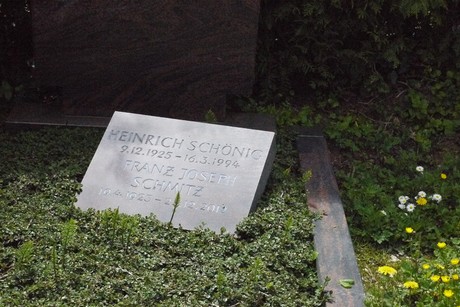 HEINRICH SCHÖNIG
9.12.1925 - 16.3.1994
FRANZ JOSEPH
SCHMITZ